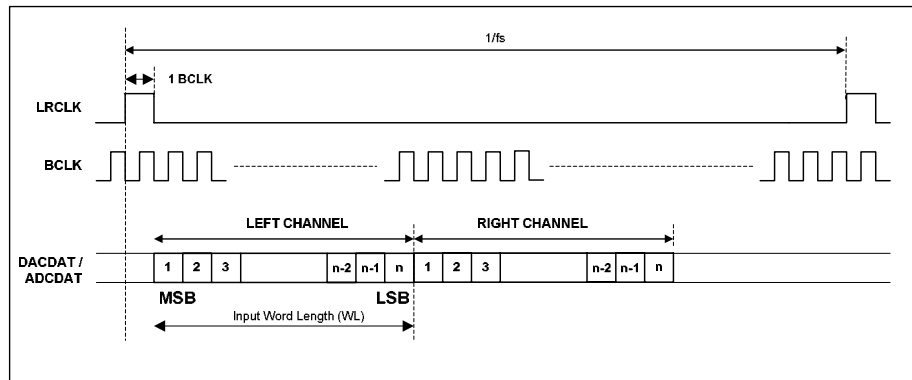 1/fs
1 BCLK
LRCLK
BCLK
LEFT CHANNEL
RIGHT CHANNEL
DACDAT /
ADCDAT
1 2 3 n-2 n-1 n 1 2 3 n-2 n-1 n
MSB LSB
Input Word Length (WL)